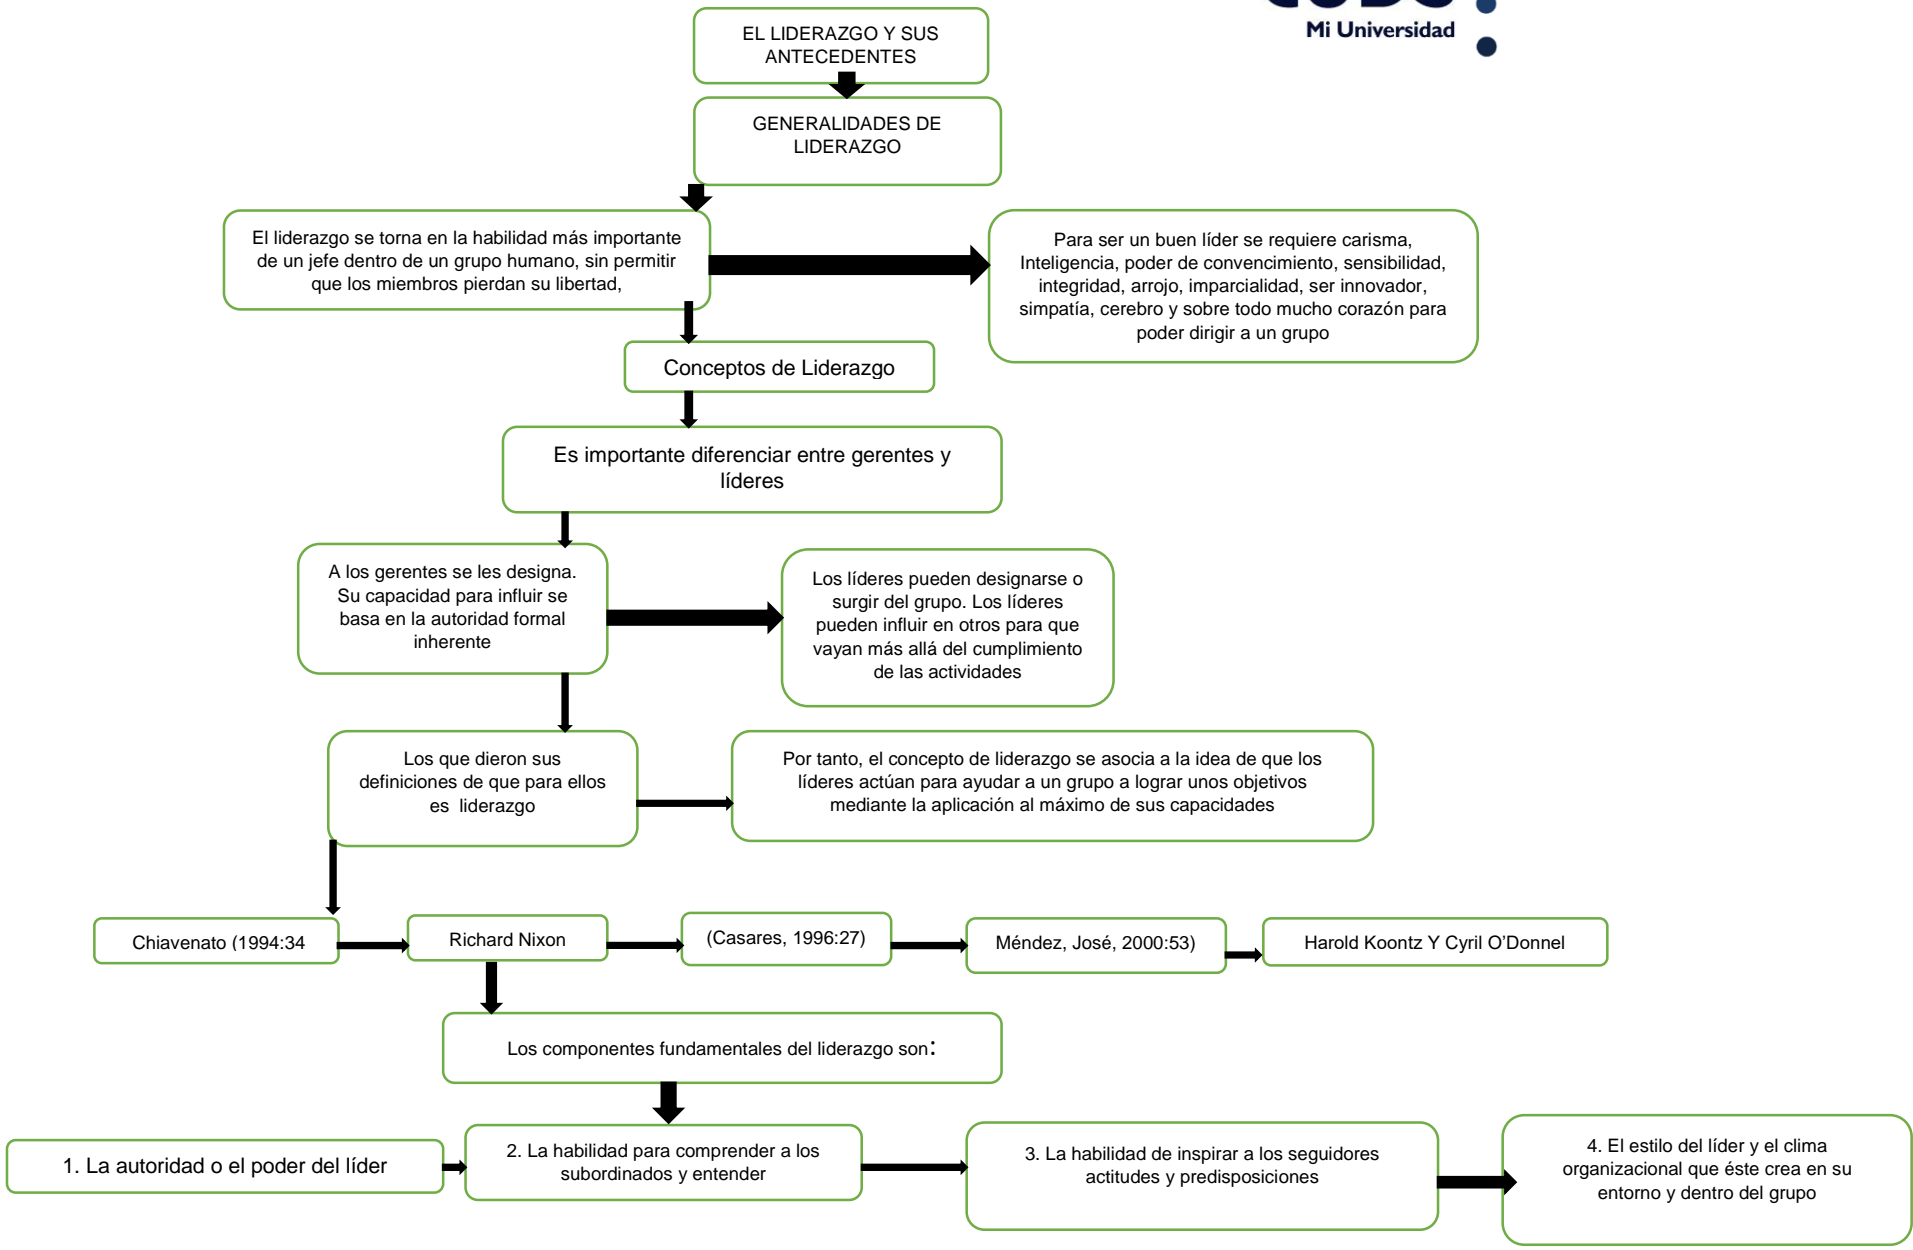 Mi Universidad
EL LIDERAZGO Y SUS
ANTECEDENTES
GENERALIDADES DE
LIDERAZGO
El liderazgo se torna en la habilidad más importante
de un jefe dentro de un grupo humano, sin permitir
que los miembros pierdan su libertad,
Para ser un buen líder se requiere carisma,
Inteligencia, poder de convencimiento, sensibilidad,
integridad, arrojo, imparcialidad, ser innovador,
simpatía, cerebro y sobre todo mucho corazón para
poder dirigir a un grupo
Conceptos de Liderazgo
Es importante diferenciar entre gerentes y
líderes
A los gerentes se les designa.
Su capacidad para influir se
basa en la autoridad formal
inherente
Los líderes pueden designarse o
surgir del grupo. Los líderes
pueden influir en otros para que
vayan más allá del cumplimiento
de las actividades
Los que dieron sus
definiciones de que para ellos
es  liderazgo
Por tanto, el concepto de liderazgo se asocia a la idea de que los
líderes actúan para ayudar a un grupo a lograr unos objetivos
mediante la aplicación al máximo de sus capacidades
Chiavenato (1994:34
Richard Nixon
(Casares, 1996:27)
Méndez, José, 2000:53)
Harold Koontz Y Cyril O’Donnel
Los componentes fundamentales del liderazgo son:
1. La autoridad o el poder del líder
2. La habilidad para comprender a los
subordinados y entender
3. La habilidad de inspirar a los seguidores
actitudes y predisposiciones
4. El estilo del líder y el clima
organizacional que éste crea en su
entorno y dentro del grupo